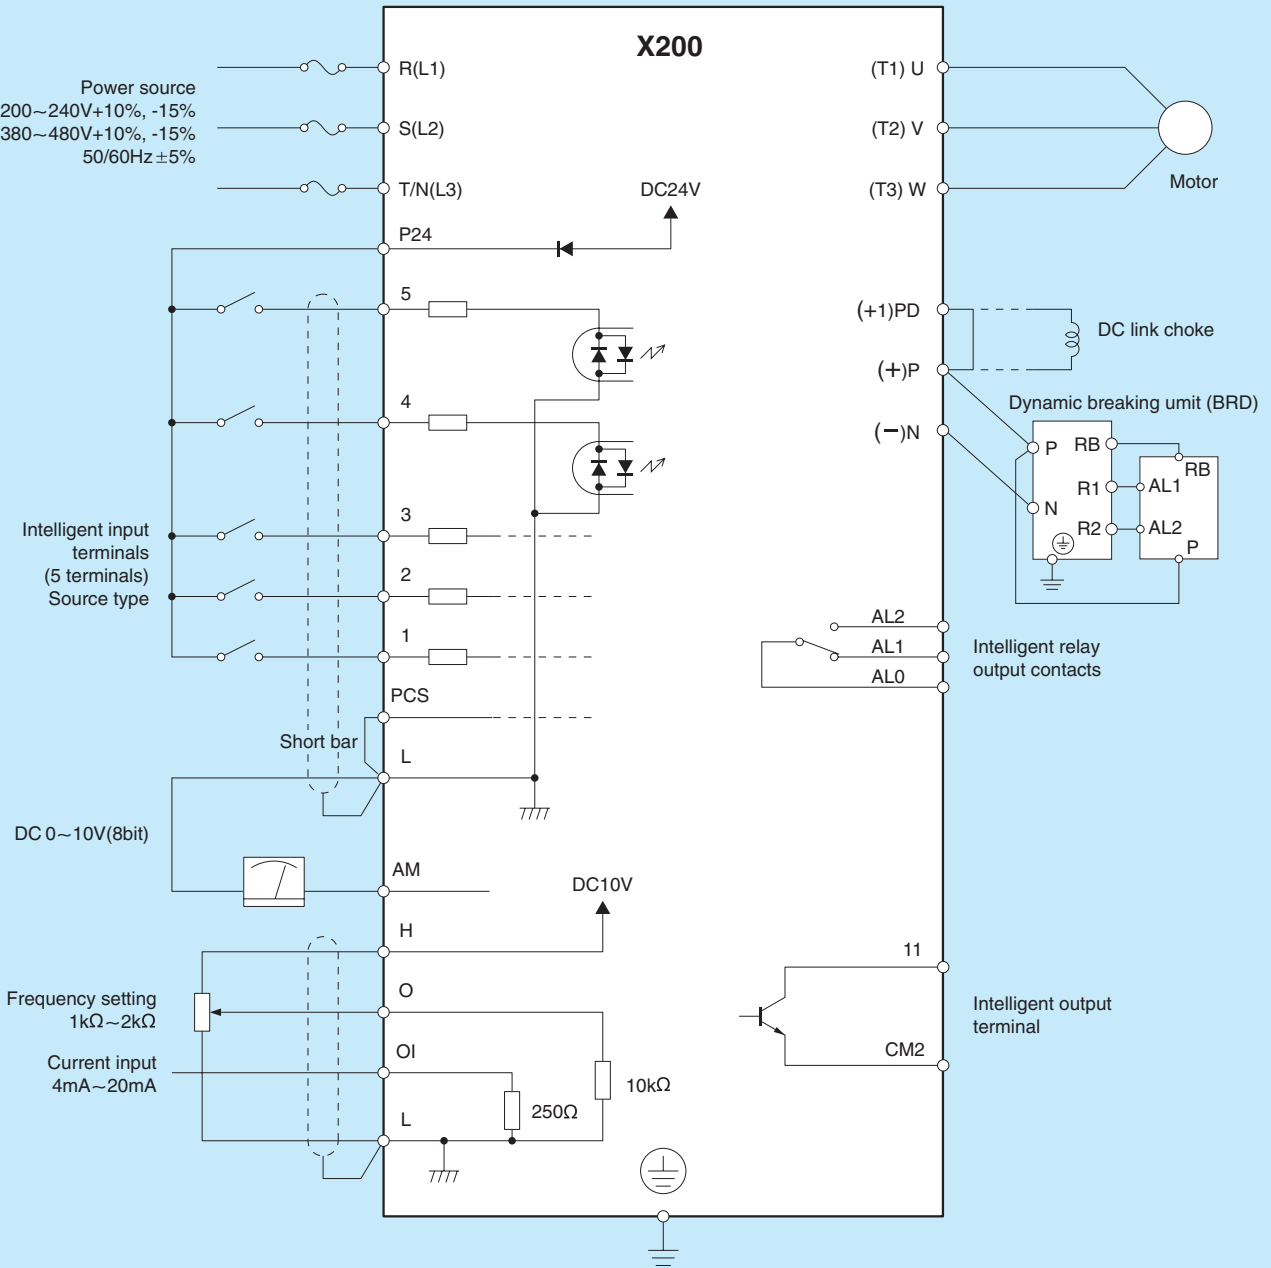 X200
Power source
200~240V+10%, -15%
380~480V+10%, -15%
50/60Hz±5%
R(L1)
S(L2)
T/N(L3)
(T1) U
(T2) V
(T3) W
Motor
DC24V
P24
5
4
3
2
1
PCS
Short bar
L
Intelligent input
terminals
(5 terminals)
Source type
(+1)PD
(+)P
(−)N
DC link choke
Dynamic breaking umit (BRD)
P
N
RB
R1
R2
RB
AL1
AL2
P
AL2
AL1
AL0
Intelligent relay
output contacts
DC 0~10V(8bit)
AM
DC10V
H
O
OI
L
Frequency setting
1kΩ~2kΩ
Current input
4mA~20mA
250Ω
10kΩ
11
CM2
Intelligent output
terminal